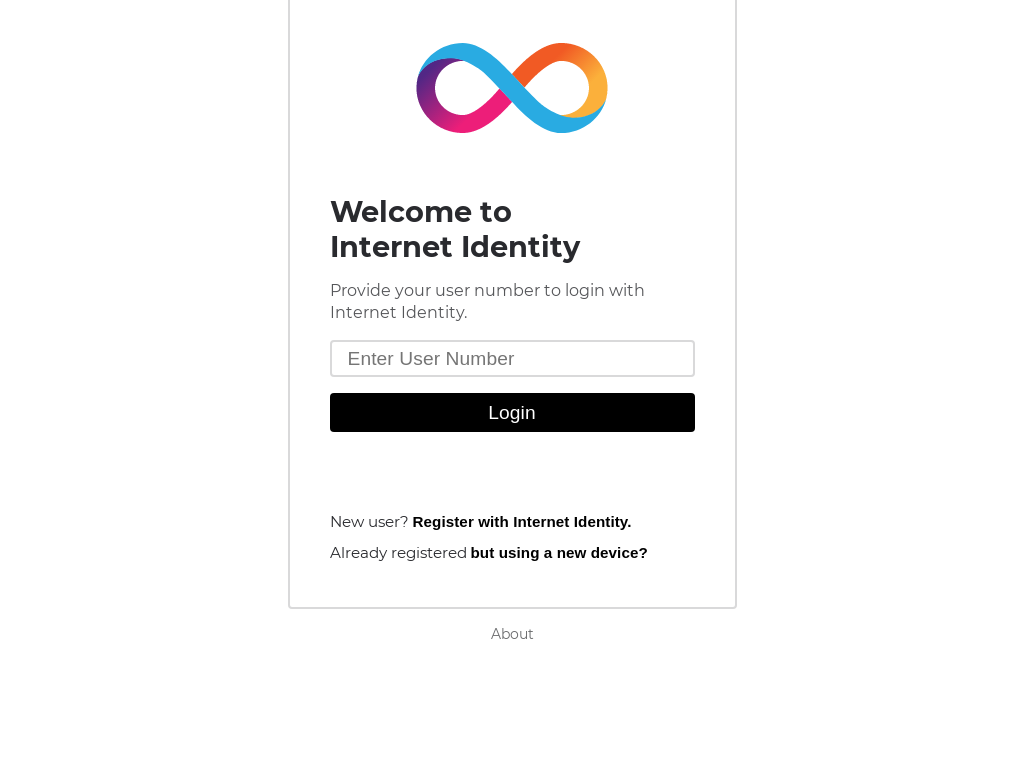 Welcome to
Internet Identity
Provide your user number to login with
Internet Identity.
Enter User Number
Login
New user? Register with Internet Identity.
Already registered but using a new device?
About